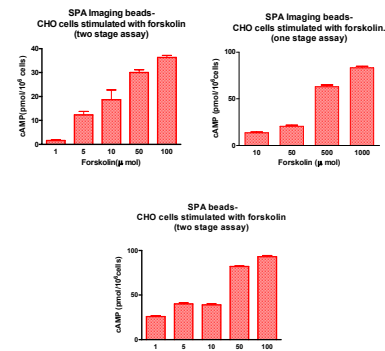 SPA Imaging beads-
CHO cells stimulated with forskolin
(two stage assay)
cAMP(pmol/10⁶ cells)
40
30
20
10
0
1 5 10 50 100
Forskolin(μ mol)
SPA Imaging beads-
CHO cells stimulated with forskolin.
(one stage assay)
cAMP (pmol/10⁶ cells)
100
50
0
10 50 500 1000
Forskolin(μ mol)
SPA beads-
CHO cells stimulated with forskolin
(two stage assay)
cAMP (pmol/10⁶cells)
100
50
0
1 5 10 50 100